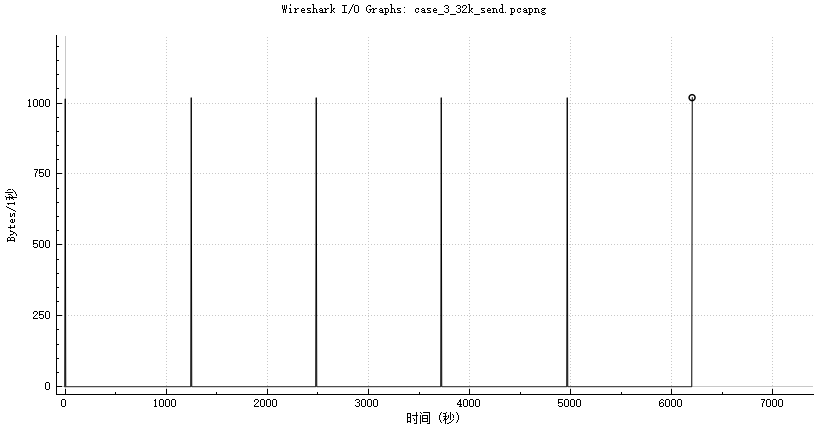 Wireshark I/O Graphs: case_3_32k_send.pcapng
1000
750
500
250
0
Bytes/1秒
0 1000 2000 3000 4000 5000 6000 7000
时间 (秒)